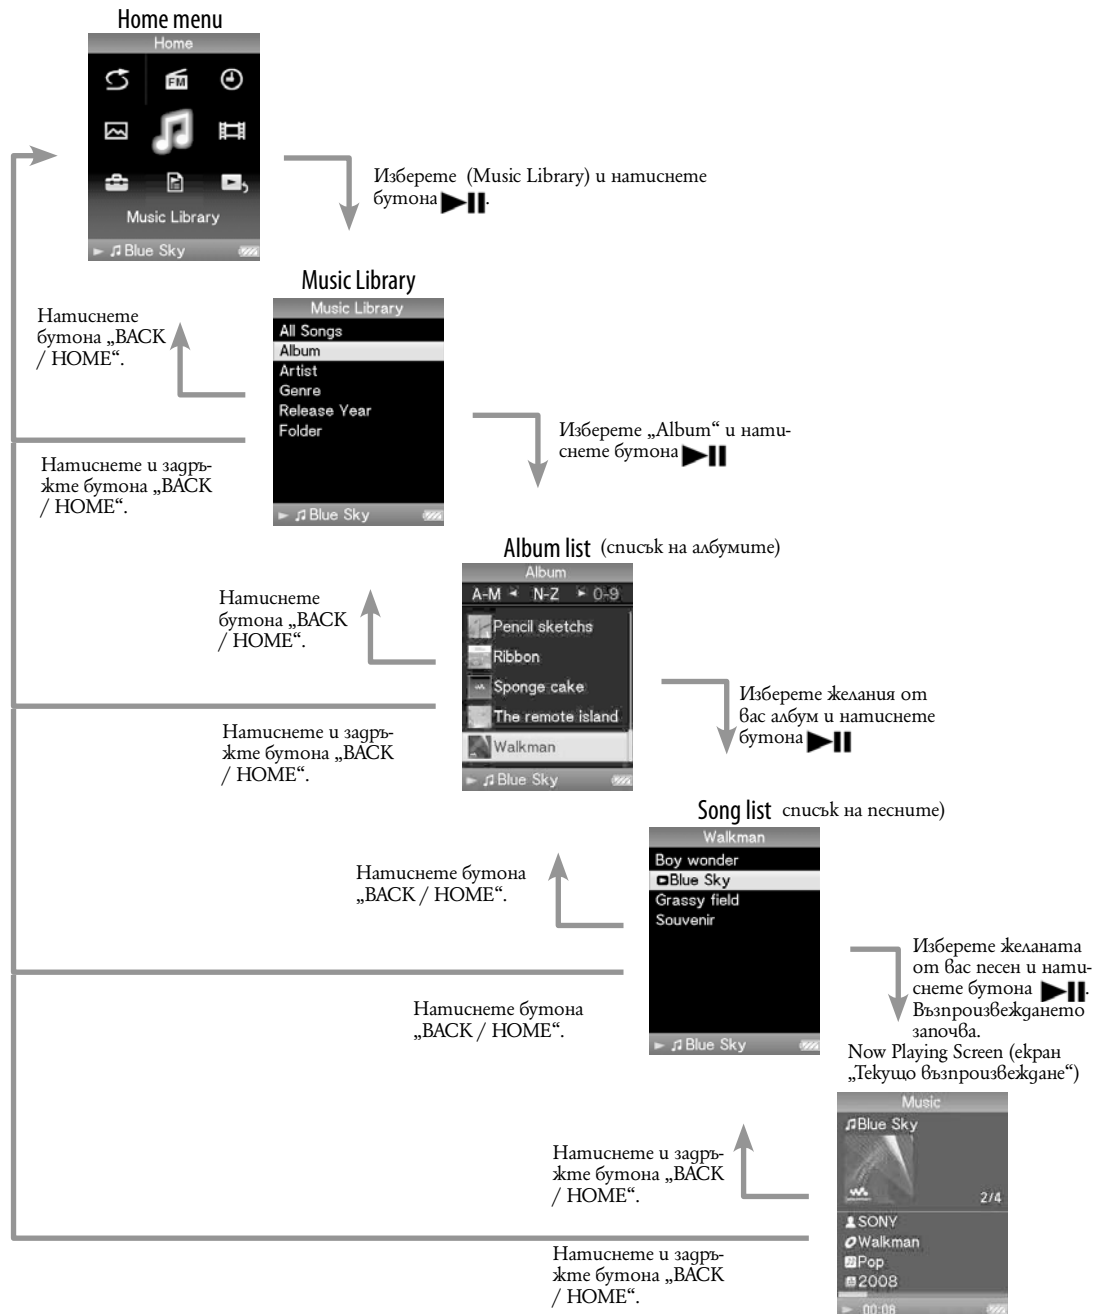 Home menu
Home
FM
Music Library
Blue Sky
Изберете (Music Library) и натиснете
бутона
Music Library
Music Library
All Songs
Album
Artist
Genre
Release Year
Folder
Blue Sky
Натиснете
бутона „BACK
/ HOME“.
Натиснете и задръ-
жте бутона „BACK
/ HOME“.
Изберете „Album“ и нати-
снете бутона
Album list (списък на албумите)
Album
A-M N-Z 0-9
Pencil sketchs
Ribbon
Sponge cake
The remote island
Walkman
Blue Sky
Натиснете
бутона „BACK
/ HOME“.
Натиснете и задръ-
жте бутона „BACK
/ HOME“.
Изберете желания от
вас албум и натиснете
бутона
Song list списък на песните)
Walkman
Boy wonder
Blue Sky
Grassy field
Souvenir
Blue Sky
Натиснете бутона
„BACK / HOME“.
Натиснете бутона
„BACK / HOME“.
Изберете желаната
от вас песен и нати-
снете бутона .
Възпроизвеждането
започва.
Now Playing Screen (екран
„Текущо възпроизвеждане“)
Music
Blue Sky
2/4
SONY
Walkman
Pop
2008
00:08
Натиснете и задръ-
жте бутона „BACK
/ HOME“.
Натиснете и задръ-
жте бутона „BACK
/ HOME“.